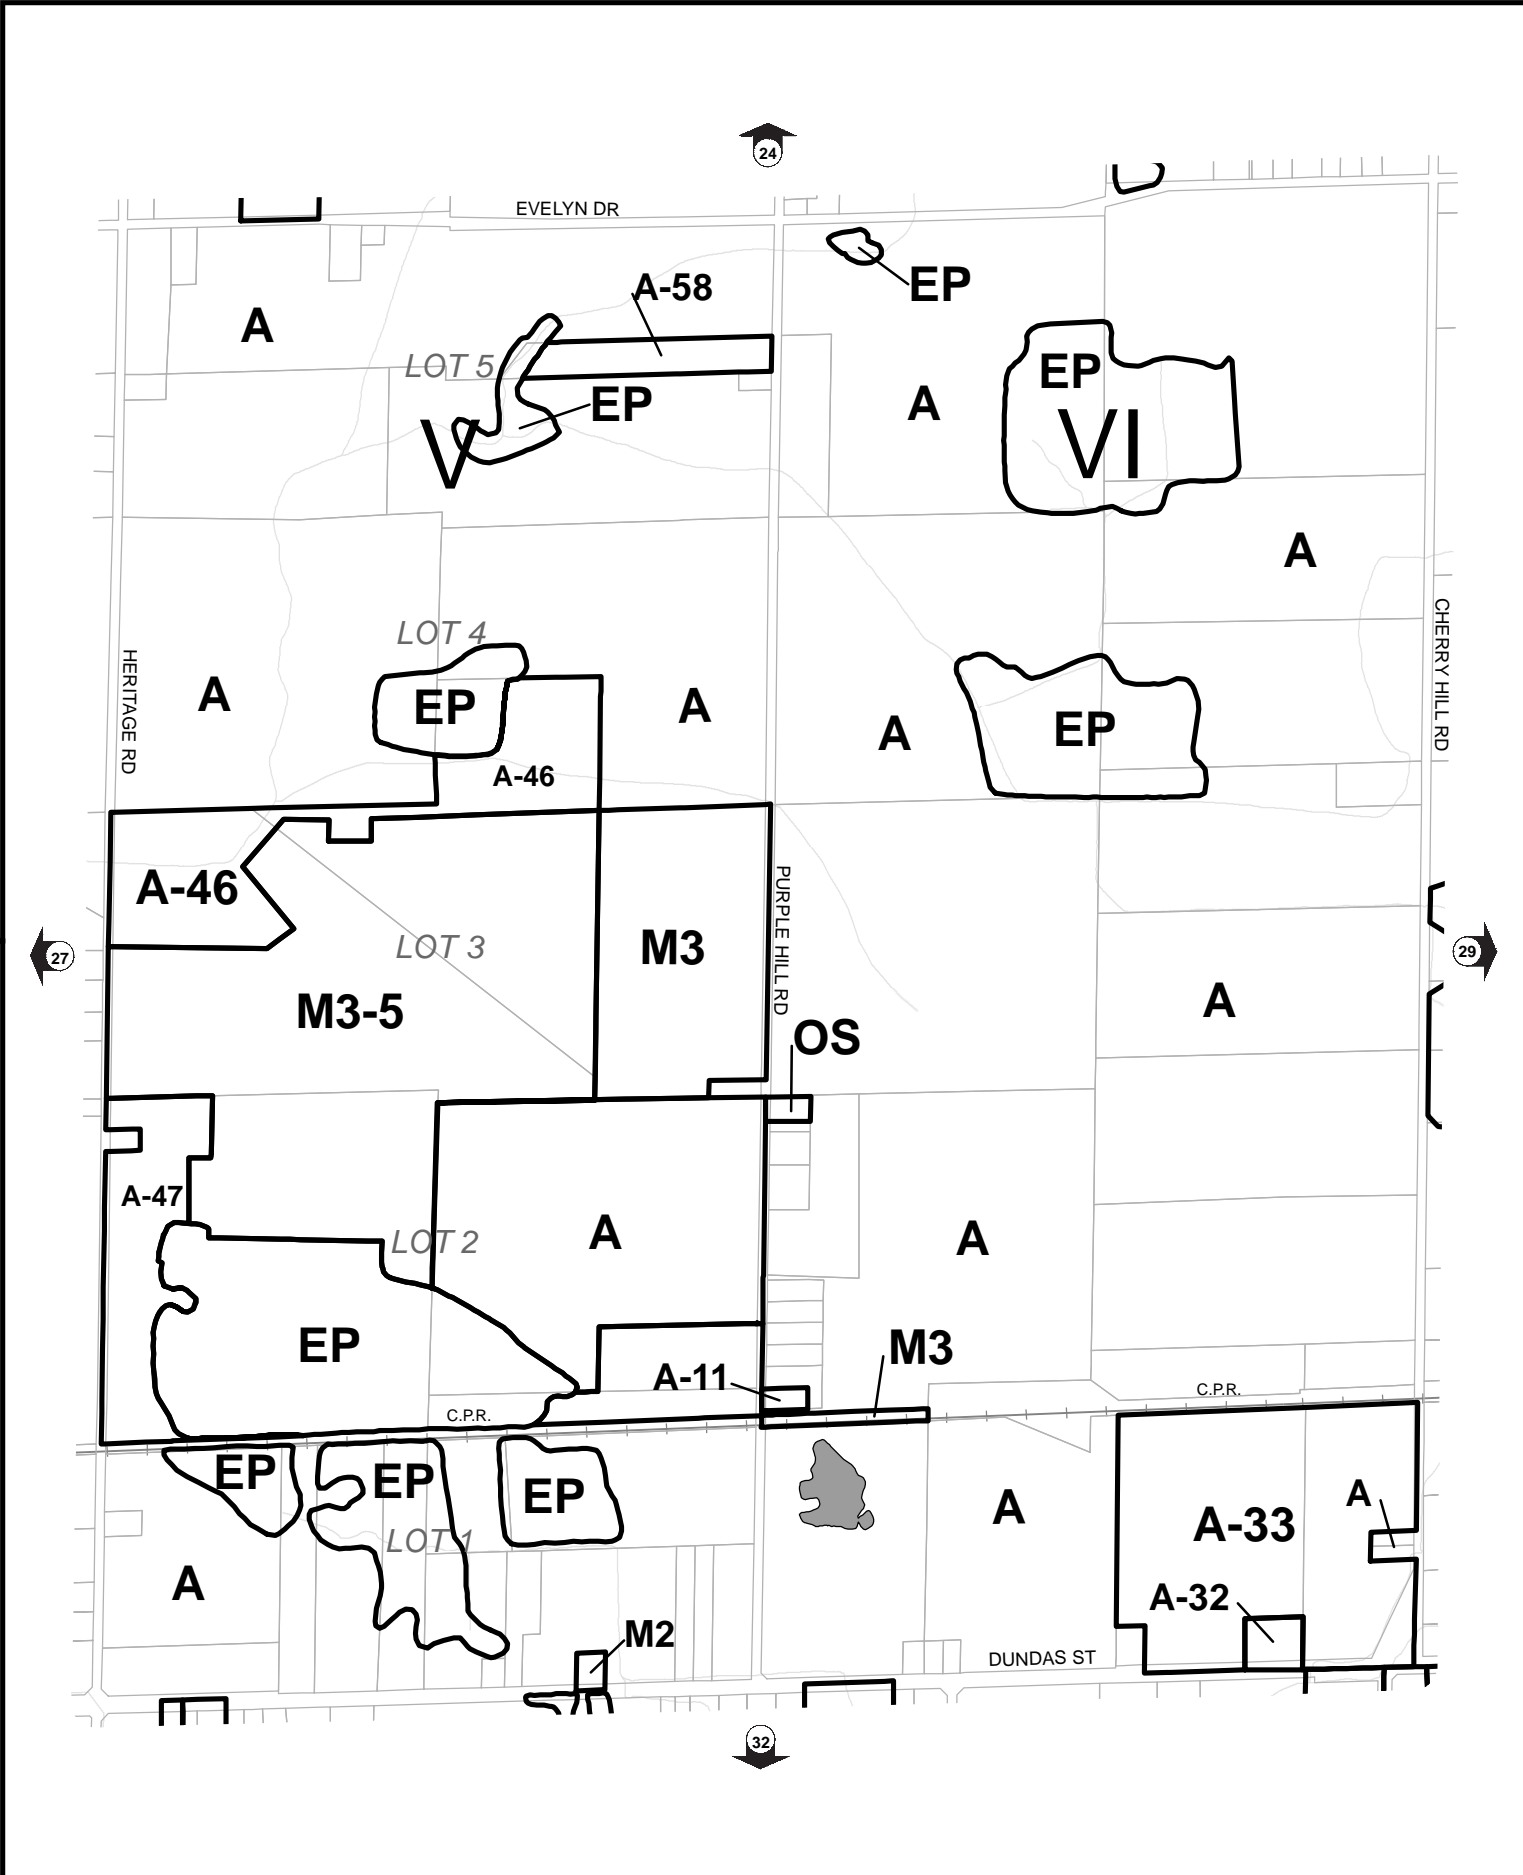 24
EVELYN DR
A-58
EP
A
LOT 5
EP
EP
A
V
VI
A
LOT 4
HERITAGE RD
CHERRY HILL RD
A
EP
A
A
EP
A-46
PURPLE HILL RD
A-46
LOT 3
M3
27
29
M3-5
A
OS
A-47
LOT 2
A
A
EP
M3
A-11
C.P.R.
C.P.R.
EP
EP
EP
A
A
A-33
LOT 1
A
A-32
M2
DUNDAS ST
32